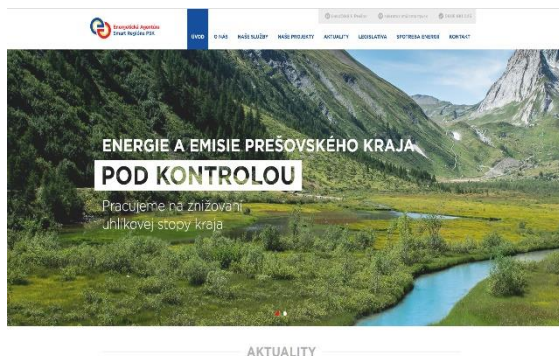 Energetická Agentúra
Smart Regiónu PSK
ÚVOD O NÁS NAŠE SLUŽBY NAŠE PROJEKTY AKTUALITY LEGISLATÍVA SPOTREBA ENERGIÍ KONTAKT
ENERGIE A EMISIE PREŠOVSKÉHO KRAJA
POD KONTROLOU
Pracujeme na znižovaní
uhlíkovej stopy kraja
AKTUALITY